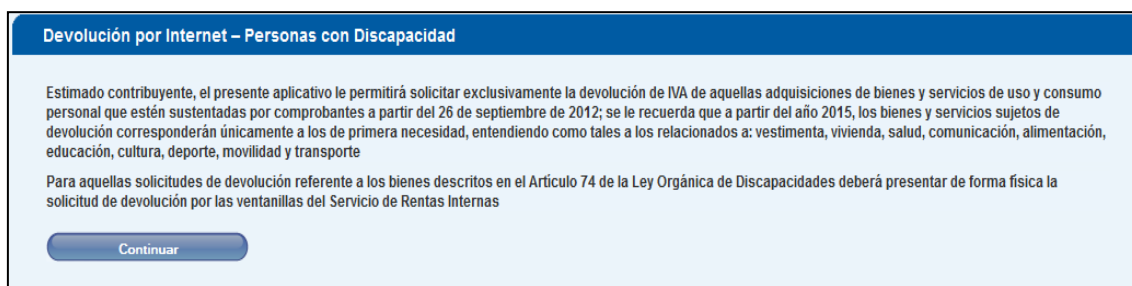 Devolución por Internet – Personas con Discapacidad
Estimado contribuyente, el presente aplicativo le permitirá solicitar exclusivamente la devolución de IVA de aquellas adquisiciones de bienes y servicios de uso y consumo
personal que estén sustentadas por comprobantes a partir del 26 de septiembre de 2012; se le recuerda que a partir del año 2015, los bienes y servicios sujetos de
devolución corresponderán únicamente a los de primera necesidad, entendiendo como tales a los relacionados a: vestimenta, vivienda, salud, comunicación, alimentación,
educación, cultura, deporte, movilidad y transporte
Para aquellas solicitudes de devolución referente a los bienes descritos en el Artículo 74 de la Ley Orgánica de Discapacidades deberá presentar de forma física la
solicitud de devolución por las ventanillas del Servicio de Rentas Internas
Continuar